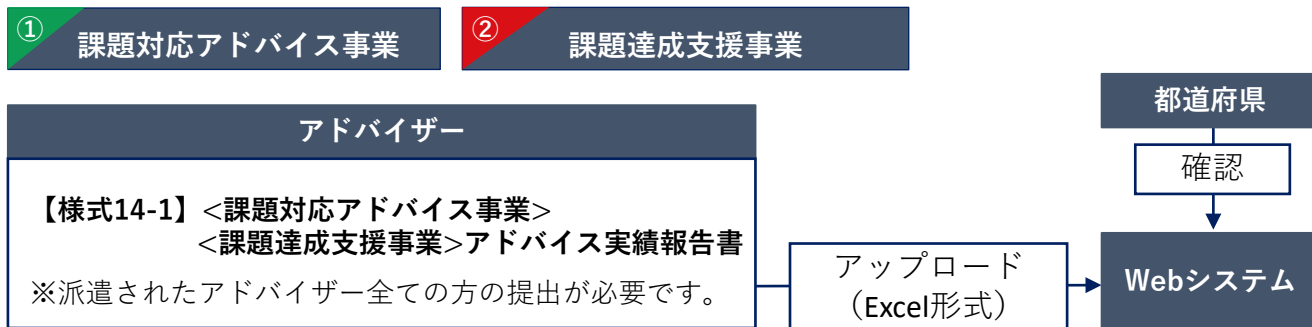 ①
課題対応アドバイス事業
②
課題達成支援事業
アドバイザー
【様式14-1】<課題対応アドバイス事業>
<課題達成支援事業>アドバイス実績報告書
※派遣されたアドバイザー全ての方の提出が必要です。
アップロード
（Excel形式）
都道府県
確認
Webシステム